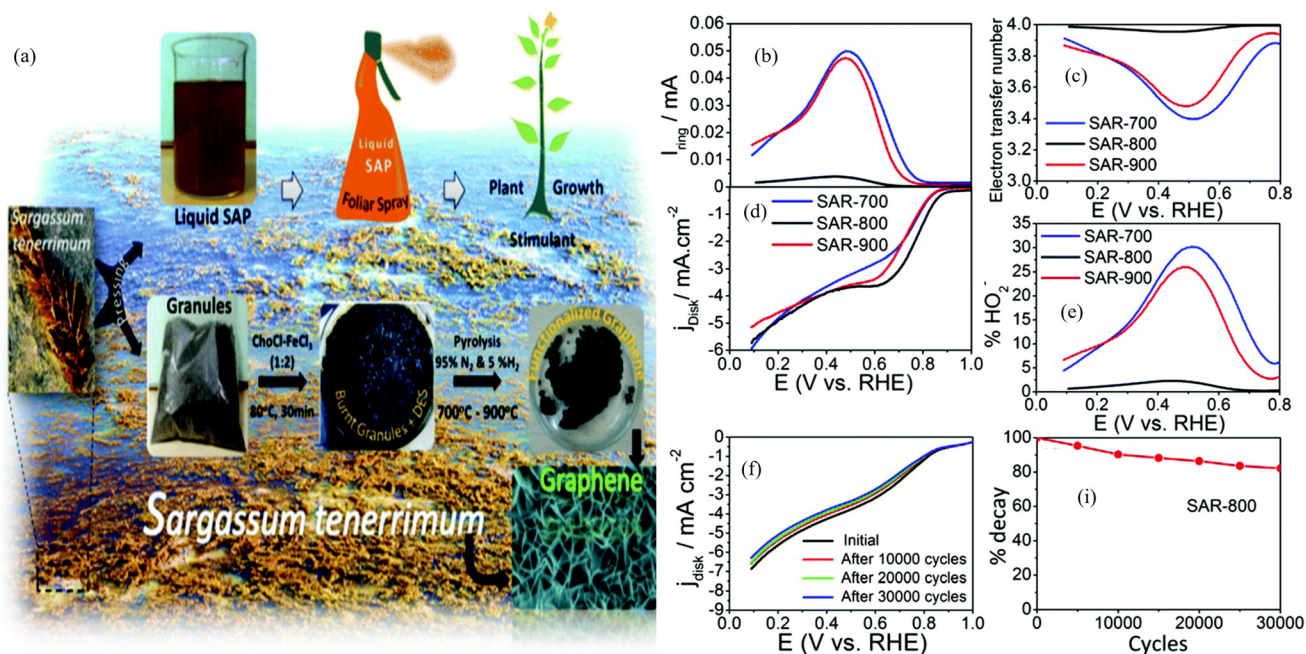 (a)
Liquid SAP
Liquid
SAP
Foliar Spray
Plant Growth
Stimulant
Sargassum
tenerrimum
Pressing
Granules
ChoCl-FeCl₃
(1:2)
80°C, 30min.
Burnt Granules + DES
Pyrolysis
95% N₂ & 5 %H₂
700°C - 900°C
Functionalized Graphene
Graphene
Sargassum tenerrimum
(b)
I_ring / mA
0.05
0.04
0.03
0.02
0.01
0.00
(d)
SAR-700
SAR-800
SAR-900
j_Disk / mA.cm⁻²
-1
-2
-3
-4
-5
-6
0.0 0.2 0.4 0.6 0.8 1.0
E (V vs. RHE)
(c)
Electron transfer number
4.0
3.8
3.6
3.4
3.2
3.0
SAR-700
SAR-800
SAR-900
0.0 0.2 0.4 0.6 0.8
E (V vs. RHE)
(e)
% HO₂⁻
35
30
25
20
15
10
5
0
SAR-700
SAR-800
SAR-900
0.0 0.2 0.4 0.6 0.8
E (V vs. RHE)
(f)
j_disk / mA cm⁻²
0
-1
-2
-3
-4
-5
-6
-7
-8
-9
Initial
After 10000 cycles
After 20000 cycles
After 30000 cycles
0.0 0.2 0.4 0.6 0.8 1.0
E (V vs. RHE)
(i)
% decay
100
80
60
40
20
0
SAR-800
0 10000 20000 30000
Cycles